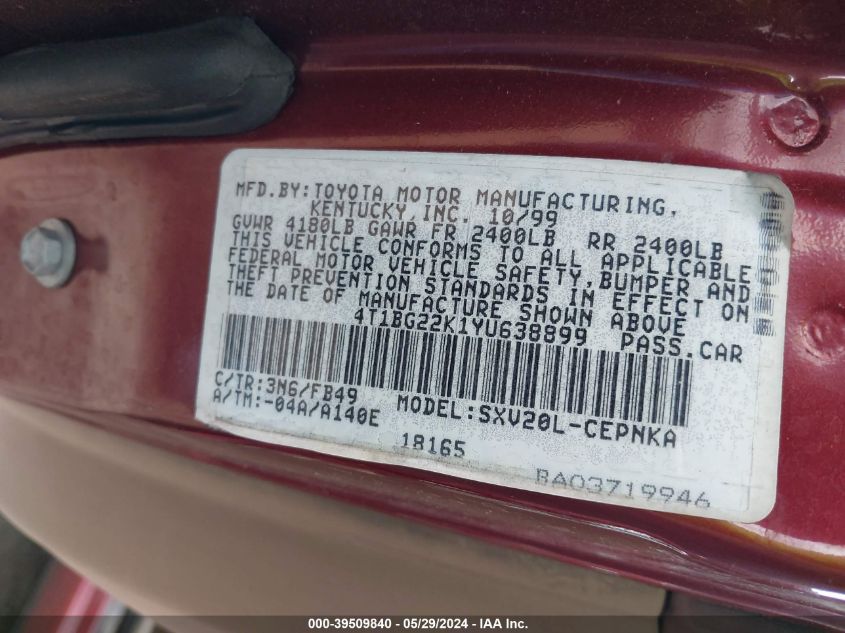 MFD.BY:TOYOTA MOTOR MANUFACTURING,
KENTUCKY,INC. 10/99
GVWR 4180LB GAWR FR 2400LB RR 2400LB
THIS VEHICLE CONFORMS TO ALL APPLICABLE
FEDERAL MOTOR VEHICLE SAFETY,BUMPER AND
THEFT PREVENTION STANDARDS IN EFFECT ON
THE DATE OF MANUFACTURE SHOWN ABOVE
4T1BG22K1YU638899 PASS.CAR
C/TR:3N6/FB49
A/TM:-04A/A140E MODEL:SXV20L-CEPNKA
18165
BA03719946
000-39509840 - 05/29/2024 - IAA Inc.